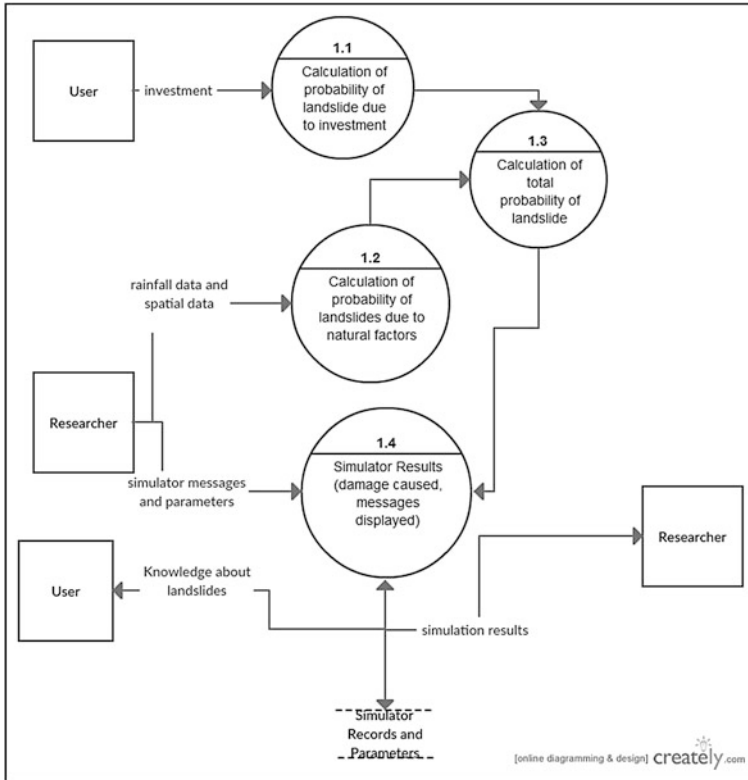 1.1
Calculation of
probability of
landslide due
to investment
User
investment
1.3
Calculation of
total
probability of
landslide
1.2
Calculation of
probability of
landslides due to
natural factors
rainfall data and
spatial data
Researcher
simulator messages
and parameters
1.4
Simulator Results
(damage caused,
messages
displayed)
Researcher
User
Knowledge about
landslides
simulation results
Simulator
Records and
Parameters
[online diagramming & design] creately.com